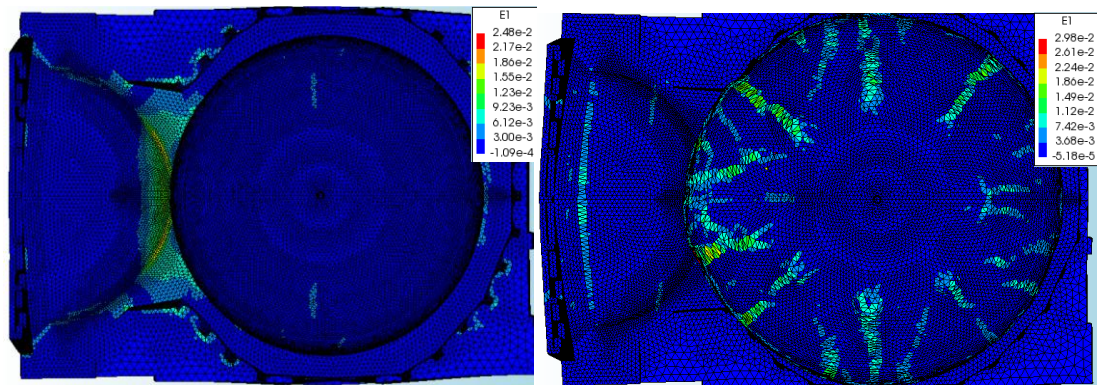 E1
2.48e-2
2.17e-2
1.86e-2
1.55e-2
1.23e-2
9.23e-3
6.12e-3
3.00e-3
-1.09e-4
E1
2.98e-2
2.61e-2
2.24e-2
1.86e-2
1.49e-2
1.12e-2
7.42e-3
3.68e-3
-5.18e-5